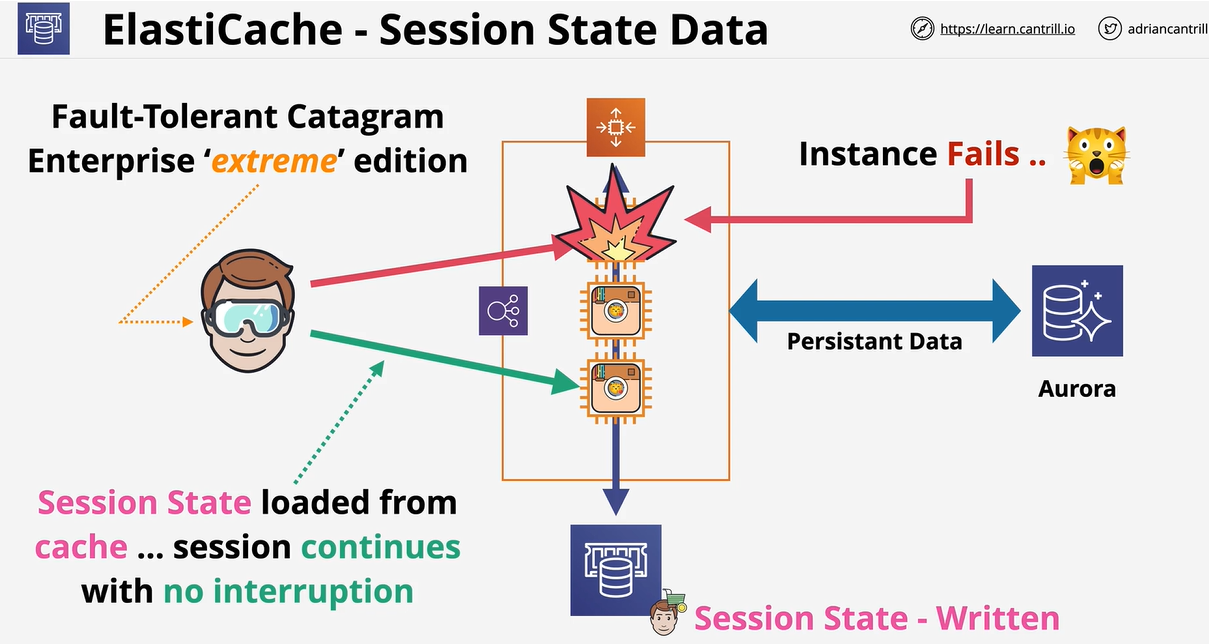 ElastiCache - Session State Data
https://learn.cantrill.io
adriancantrill
Fault-Tolerant Catagram
Enterprise ‘extreme’ edition
Instance Fails ..
Persistant Data
Aurora
Session State loaded from
cache ... session continues
with no interruption
Session State - Written